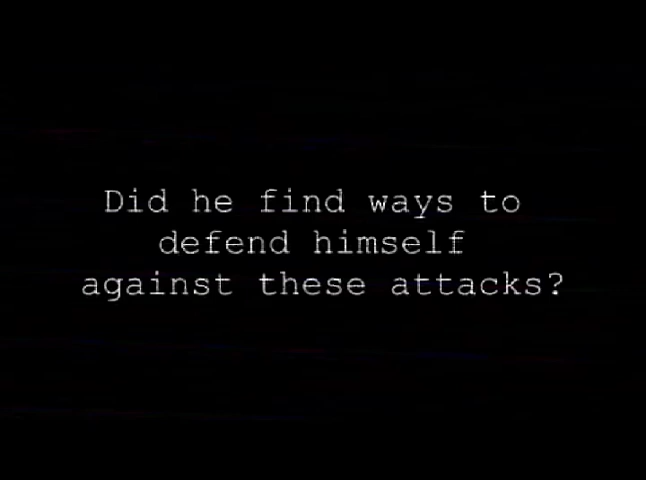 Did he find ways to
defend himself
against these attacks?